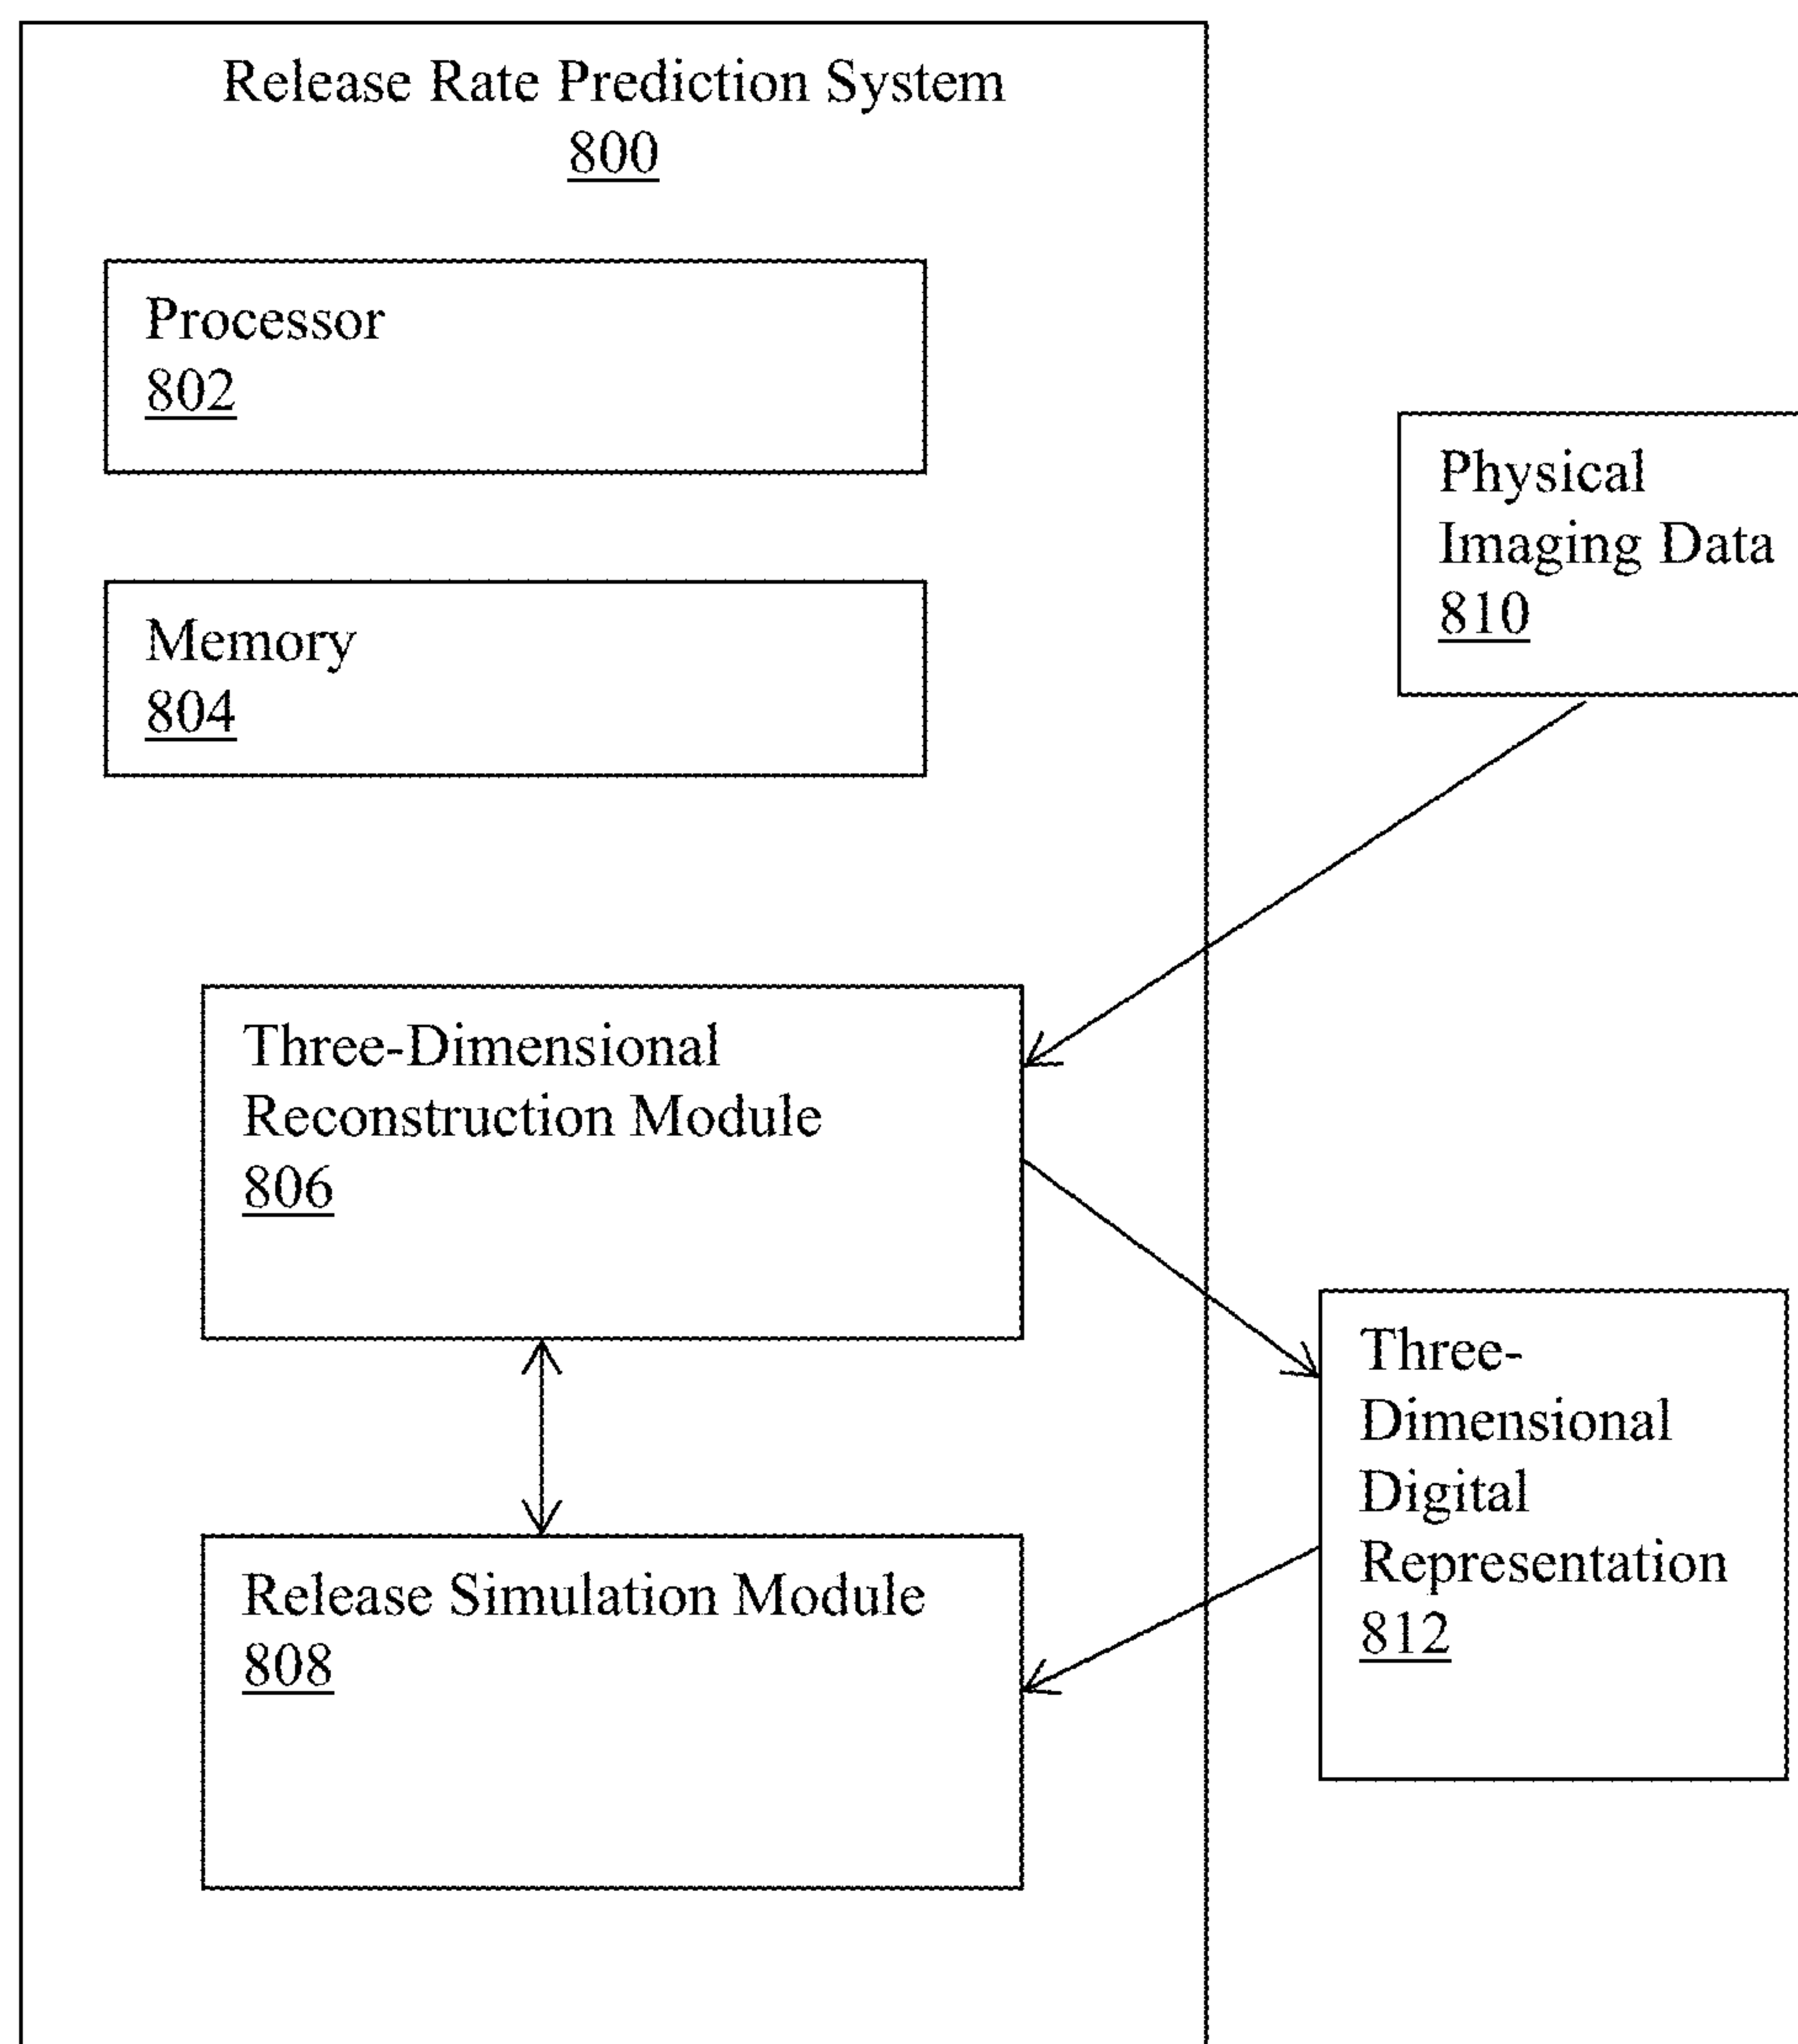 Release Rate Prediction System
800
Processor
802
Memory
804
Physical
Imaging Data
810
Three-Dimensional
Reconstruction Module
806
Three-
Dimensional
Digital
Representation
812
Release Simulation Module
808